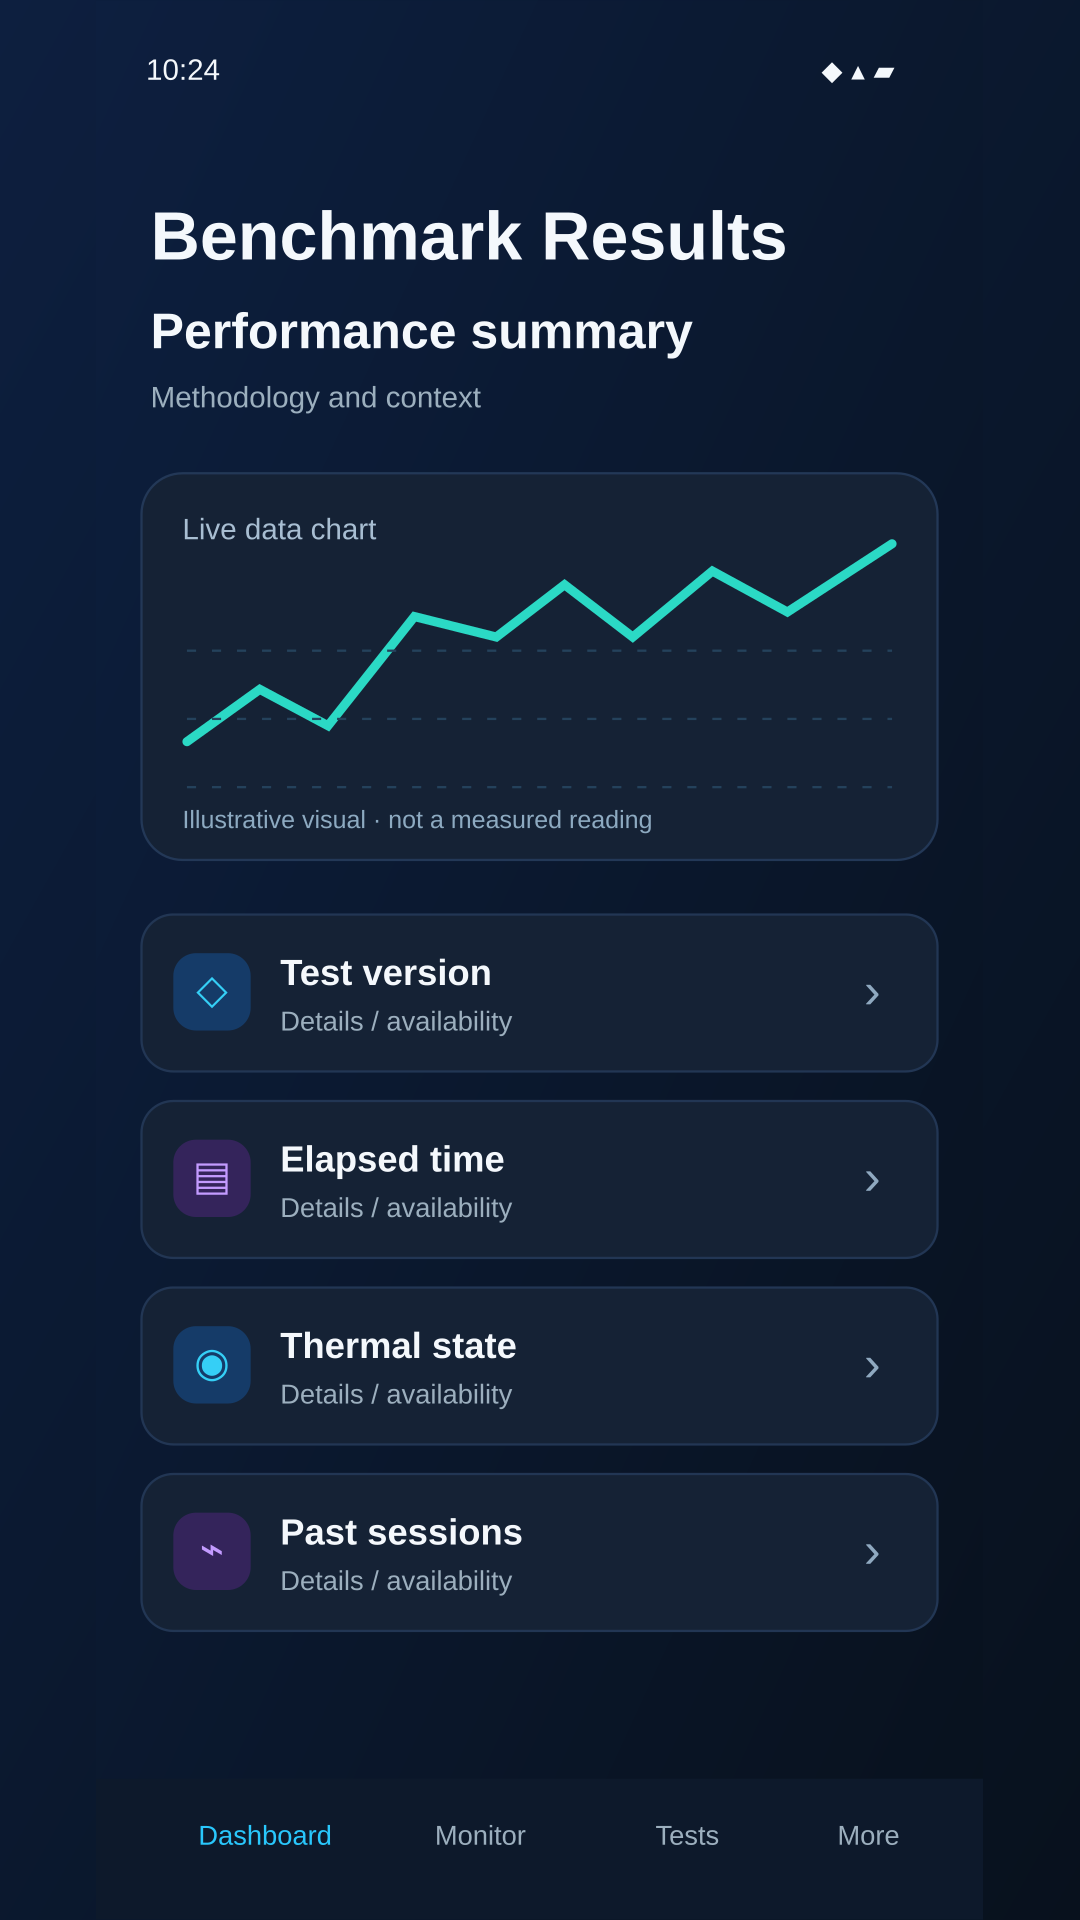 10:24
Benchmark Results
Performance summary
Methodology and context
Live data chart
Illustrative visual · not a measured reading
Test version
Details / availability
Elapsed time
Details / availability
Thermal state
Details / availability
Past sessions
Details / availability
Dashboard Monitor Tests More